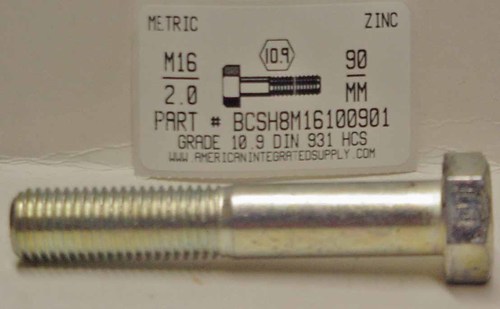 METRIC ZINC
M16 10.9 90
2.0 MM
PART # BCSH8M16100901
GRADE 10.9 DIN 931 HCS
WWW.AMERICANINTEGRATEDSUPPLY.COM